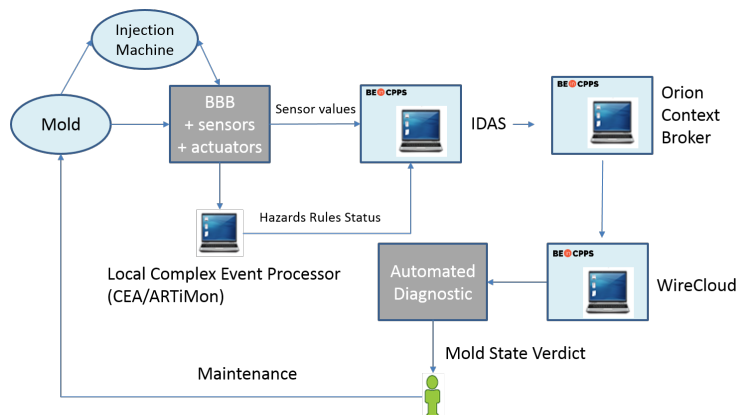 Injection
Machine
Mold
BBB
+ sensors
+ actuators
Sensor values
BE CPPS
IDAS
BE CPPS
Orion
Context
Broker
Hazards Rules Status
Local Complex Event Processor
(CEA/ARTiMon)
Automated
Diagnostic
BE CPPS
WireCloud
Mold State Verdict
Maintenance